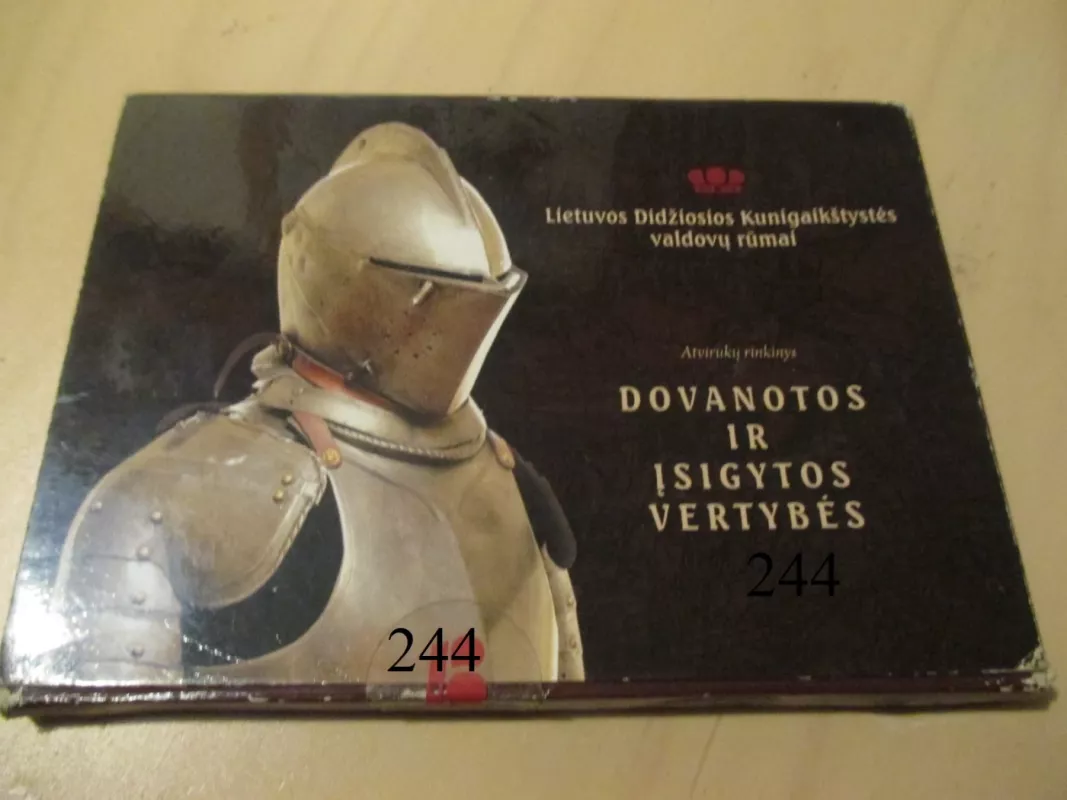 Lietuvos Didžiosios Kunigaikštystės
valdovų rūmai
Atvirukų rinkinys
DOVANOTOS
IR
ĮSIGYTOS
VERTYBĖS
244
244